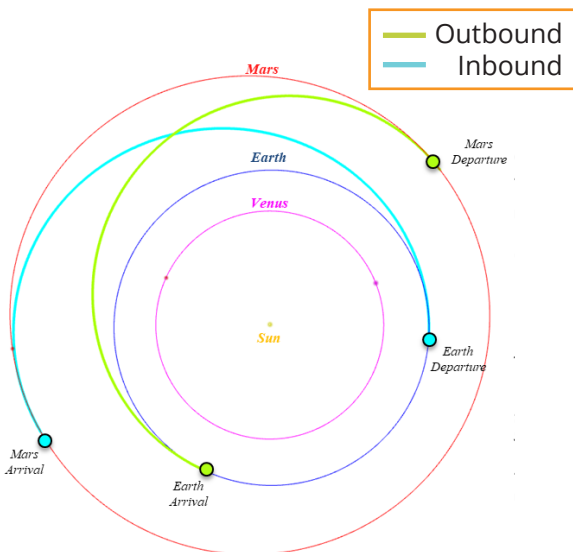 Outbound
Inbound
Mars
Mars
Departure
Earth
Venus
Sun
Earth
Departure
Mars
Arrival
Earth
Arrival